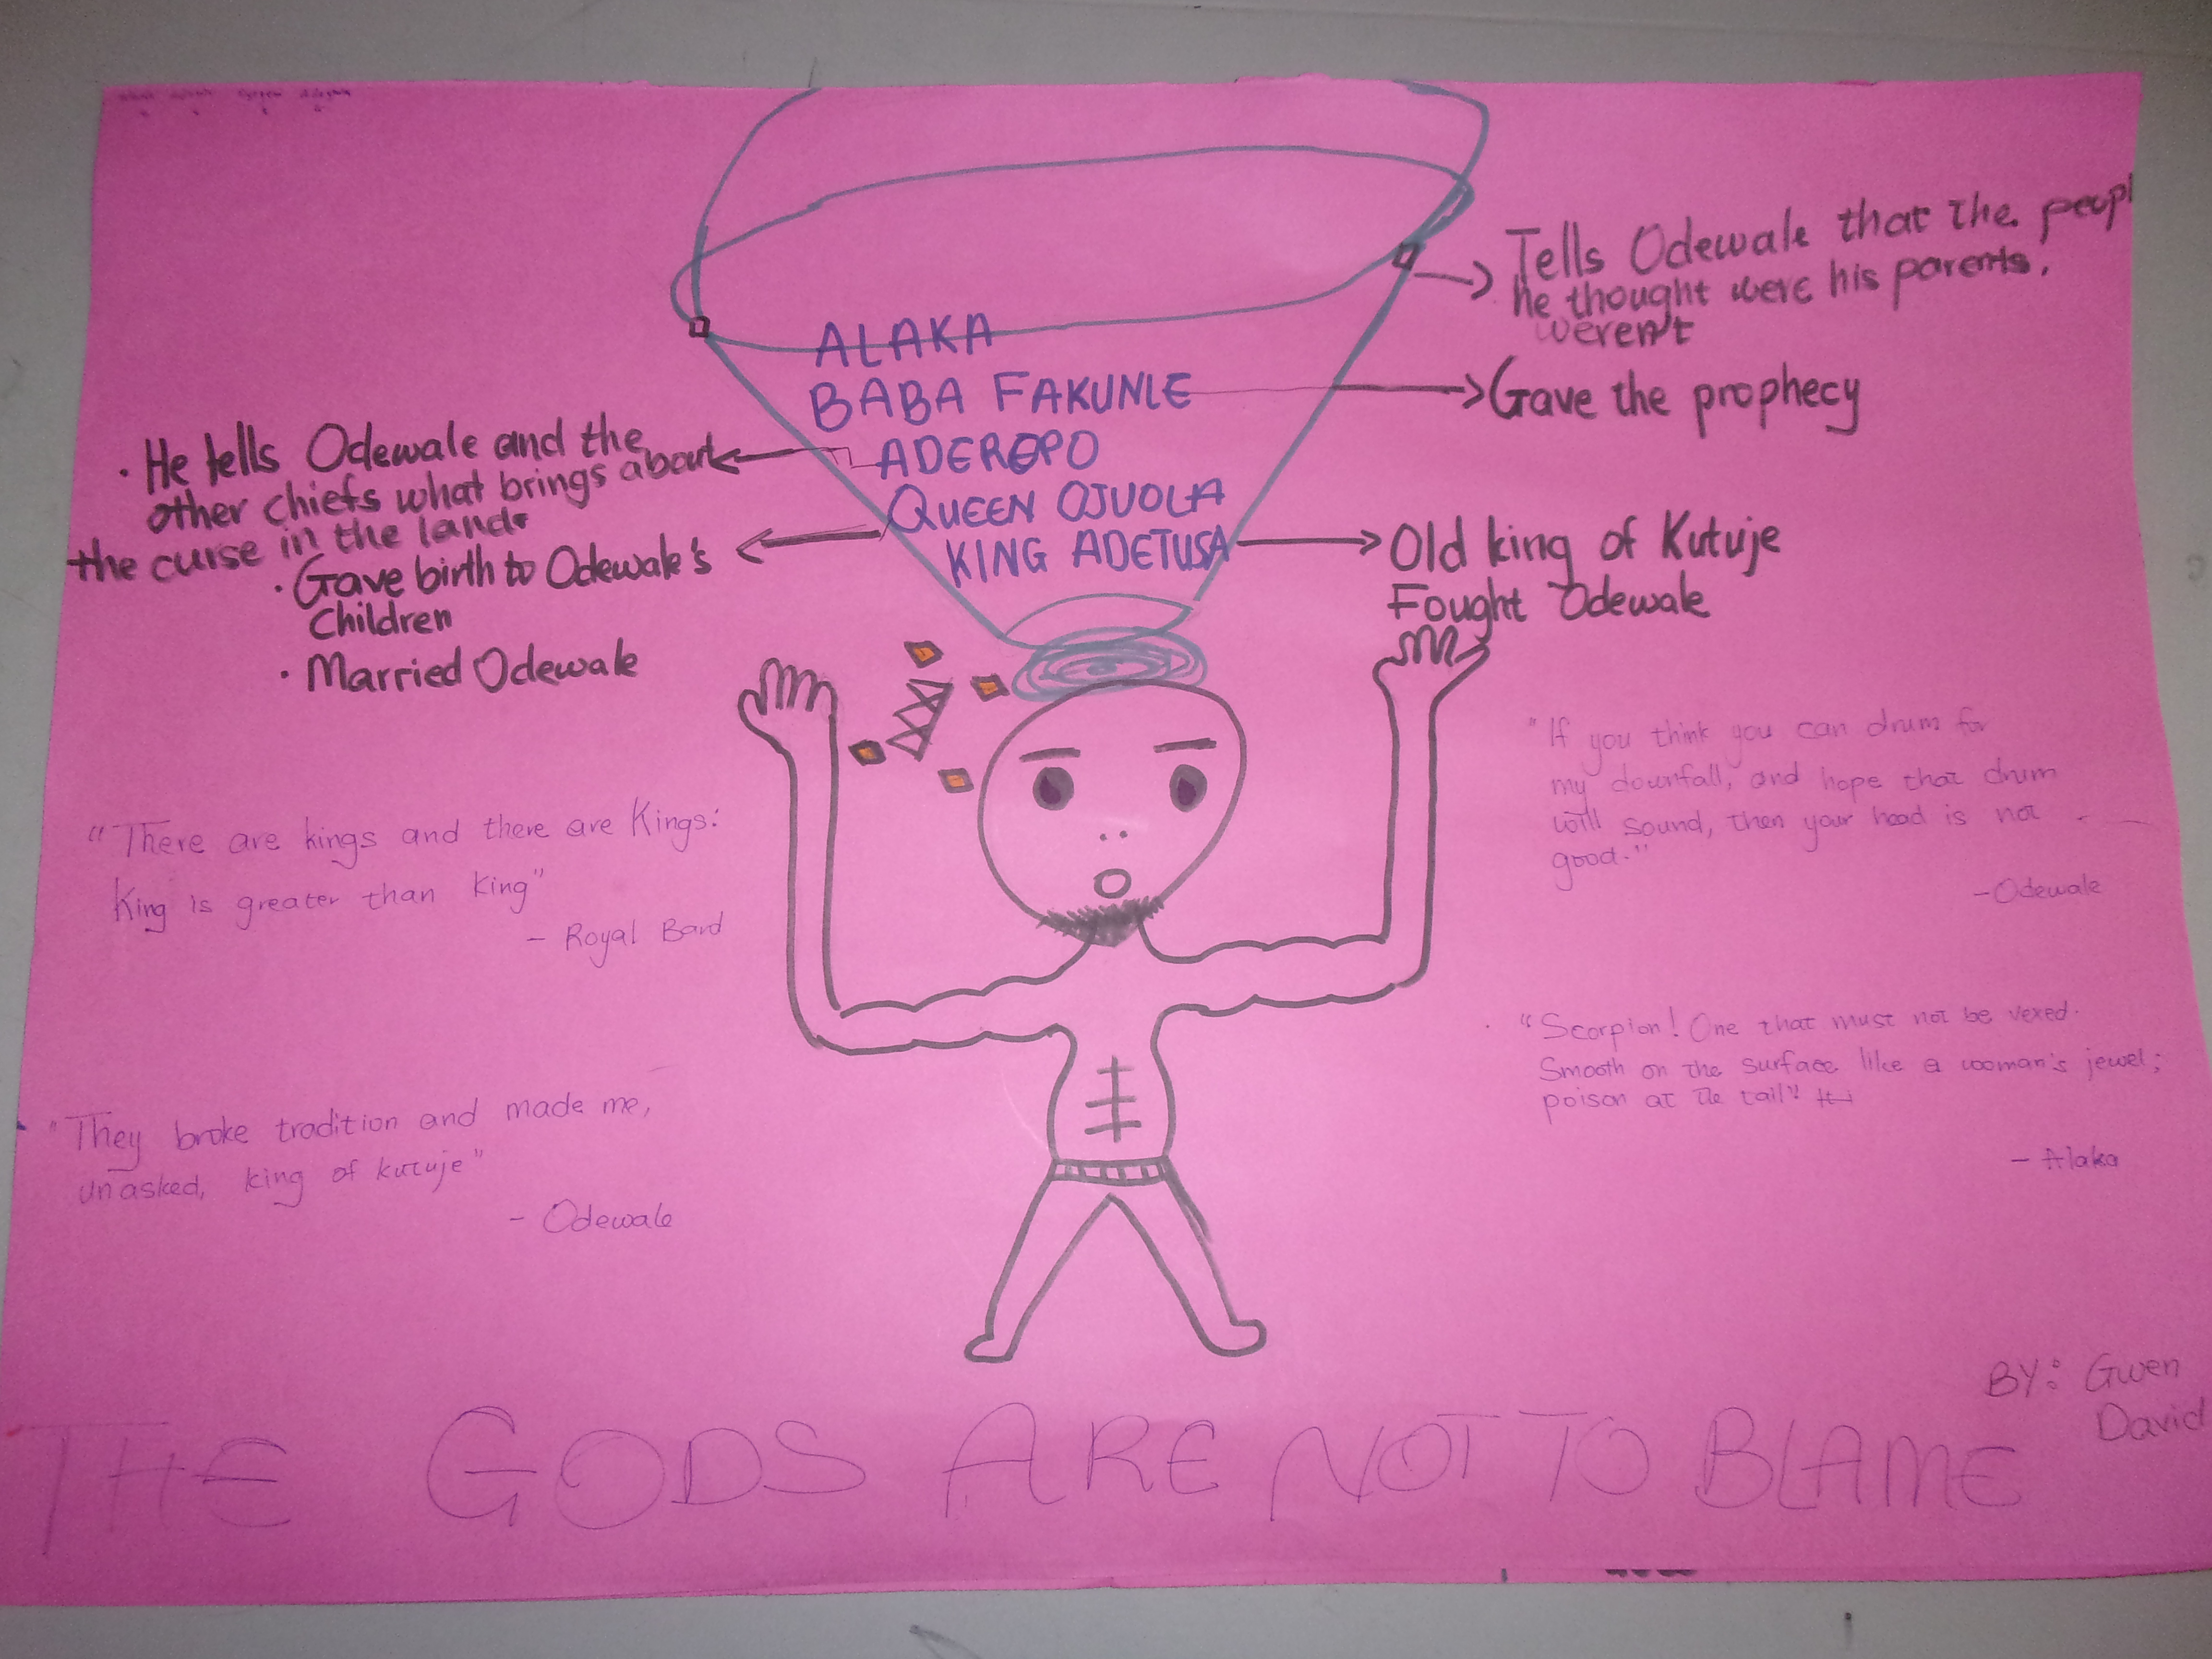 ALAKA
BABA FAKUNLE
ADEROPO
QUEEN OJUOLA
KING ADETUSA
Tells Odewale that the peopl
he thought were his parents,
weren't
Gave the prophecy
Old king of Kutuje
Fought Odewale
· He tells Odewale and the
other chiefs what brings about
the curse in the land
· Gave birth to Odewale's
Children
· Married Odewale
"There are kings and there are Kings:
King is greater than king"
- Royal Bard
"They broke tradition and made me,
unasked, king of kutuje"
- Odewale
"If you think you can drum for
my downfall, and hope that drum
will sound, then your head is not
good."
- Odewale
"Scorpion! One that must not be vexed.
Smooth on the surface like a woman's jewel;
poison at the tail"
- Alaka
BY: Gwen
David
THE GODS ARE NOT TO BLAME